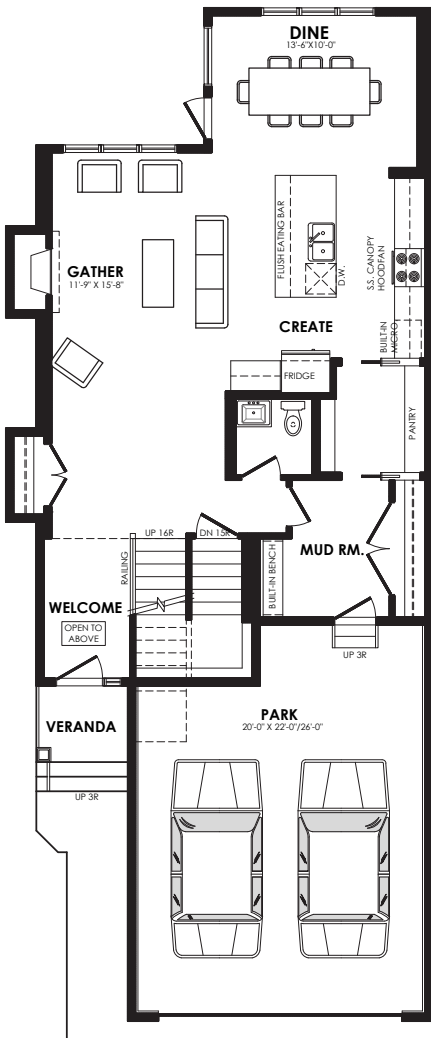 DINE
13'-6"X10'-0"
GATHER
11'-9" X 15'-8"
FLUSH EATING BAR
D.W.
S.S. CANOPY
HOODFAN
CREATE
BUILT-IN
MICRO
FRIDGE
PANTRY
UP 16R
DN 15R
MUD RM.
RAILING
BUILT-IN BENCH
WELCOME
OPEN TO
ABOVE
UP 3R
VERANDA
PARK
20'-0" X 22'-0"/26'-0"
UP 3R